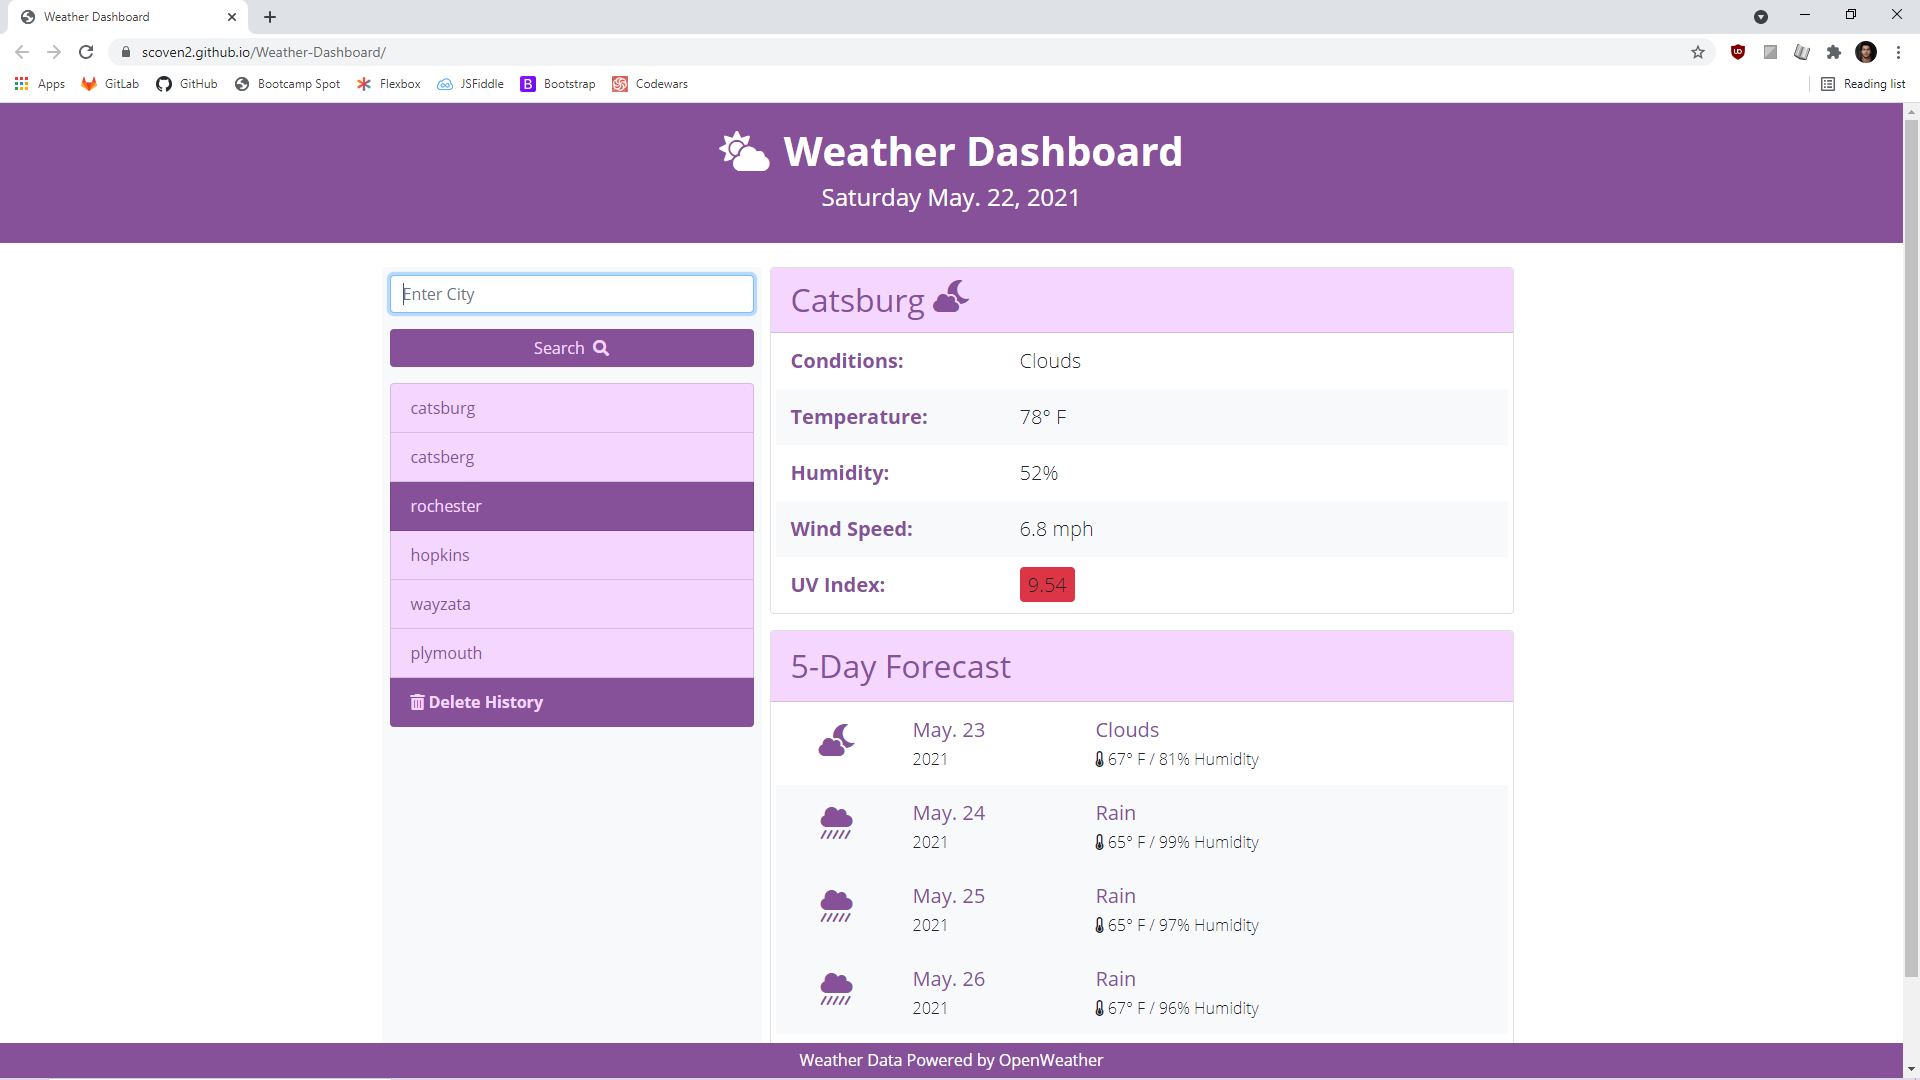 Weather Dashboard
scoven2.github.io/Weather-Dashboard/
Apps GitLab GitHub Bootcamp Spot Flexbox JSFiddle B Bootstrap Codewars Reading list
Weather Dashboard
Saturday May. 22, 2021
Enter City
Search
catsburg
catsberg
rochester
hopkins
wayzata
plymouth
Delete History
Catsburg
Conditions: Clouds
Temperature: 78° F
Humidity: 52%
Wind Speed: 6.8 mph
UV Index: 9.54
5-Day Forecast
May. 23 Clouds
2021 67° F / 81% Humidity
May. 24 Rain
2021 65° F / 99% Humidity
May. 25 Rain
2021 65° F / 97% Humidity
May. 26 Rain
2021 67° F / 96% Humidity
Weather Data Powered by OpenWeather